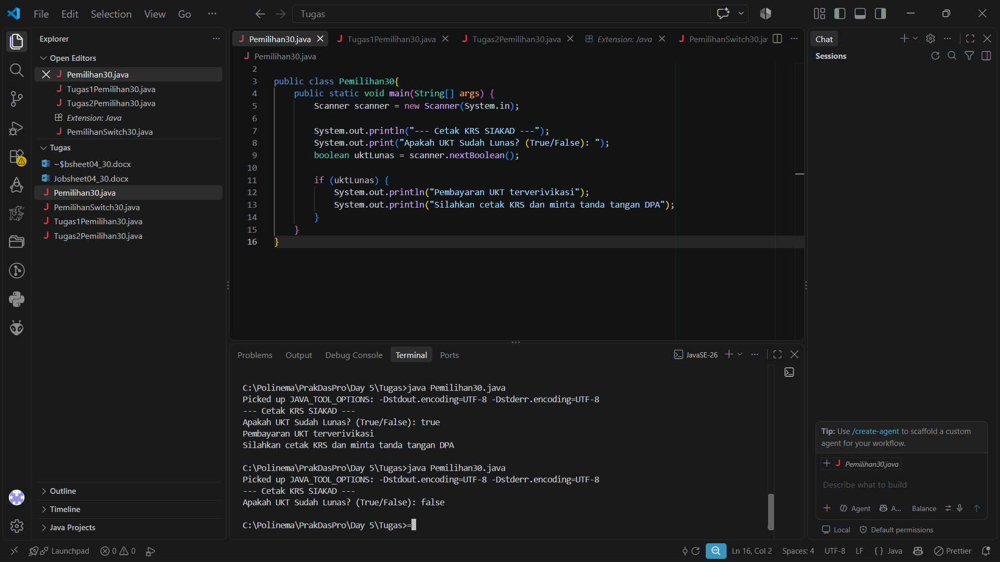 File Edit Selection View Go ···
Tugas
Explorer
Open Editors
Pemilihan30.java
Tugas1Pemilihan30.java
Tugas2Pemilihan30.java
Extension: Java
PemilihanSwitch30.java
Tugas
~$bsheet04_30.docx
Jobsheet04_30.docx
Pemilihan30.java
PemilihanSwitch30.java
Tugas1Pemilihan30.java
Tugas2Pemilihan30.java
Outline
Timeline
Java Projects
Pemilihan30.java Tugas1Pemilihan30.java Tugas2Pemilihan30.java Extension: Java PemilihanSwitch30.ja
Pemilihan30.java
2
3 public class Pemilihan30{
4 public static void main(String[] args) {
5 Scanner scanner = new Scanner(System.in);
6
7 System.out.println("--- Cetak KRS SIAKAD ---");
8 System.out.print("Apakah UKT Sudah Lunas? (True/False): ");
9 boolean uktLunas = scanner.nextBoolean();
10
11 if (uktLunas) {
12 System.out.println("Pembayaran UKT terverivikasi");
13 System.out.println("Silahkan cetak KRS dan minta tanda tangan DPA");
14 }
15 }
16 }
Problems Output Debug Console Terminal Ports
JavaSE-26
C:\Polinema\PrakDasPro\Day 5\Tugas>java Pemilihan30.java
Picked up JAVA_TOOL_OPTIONS: -Dstdout.encoding=UTF-8 -Dstderr.encoding=UTF-8
--- Cetak KRS SIAKAD ---
Apakah UKT Sudah Lunas? (True/False): true
Pembayaran UKT terverivikasi
Silahkan cetak KRS dan minta tanda tangan DPA
C:\Polinema\PrakDasPro\Day 5\Tugas>java Pemilihan30.java
Picked up JAVA_TOOL_OPTIONS: -Dstdout.encoding=UTF-8 -Dstderr.encoding=UTF-8
--- Cetak KRS SIAKAD ---
Apakah UKT Sudah Lunas? (True/False): false
C:\Polinema\PrakDasPro\Day 5\Tugas>=
Chat
Sessions
Tip: Use /create-agent to scaffold a custom
agent for your workflow.
Pemilihan30.java
Describe what to build
Agent A... Balance
Local Default permissions
Launchpad 0 0
Ln 16, Col 2 Spaces: 4 UTF-8 LF { } Java Prettier